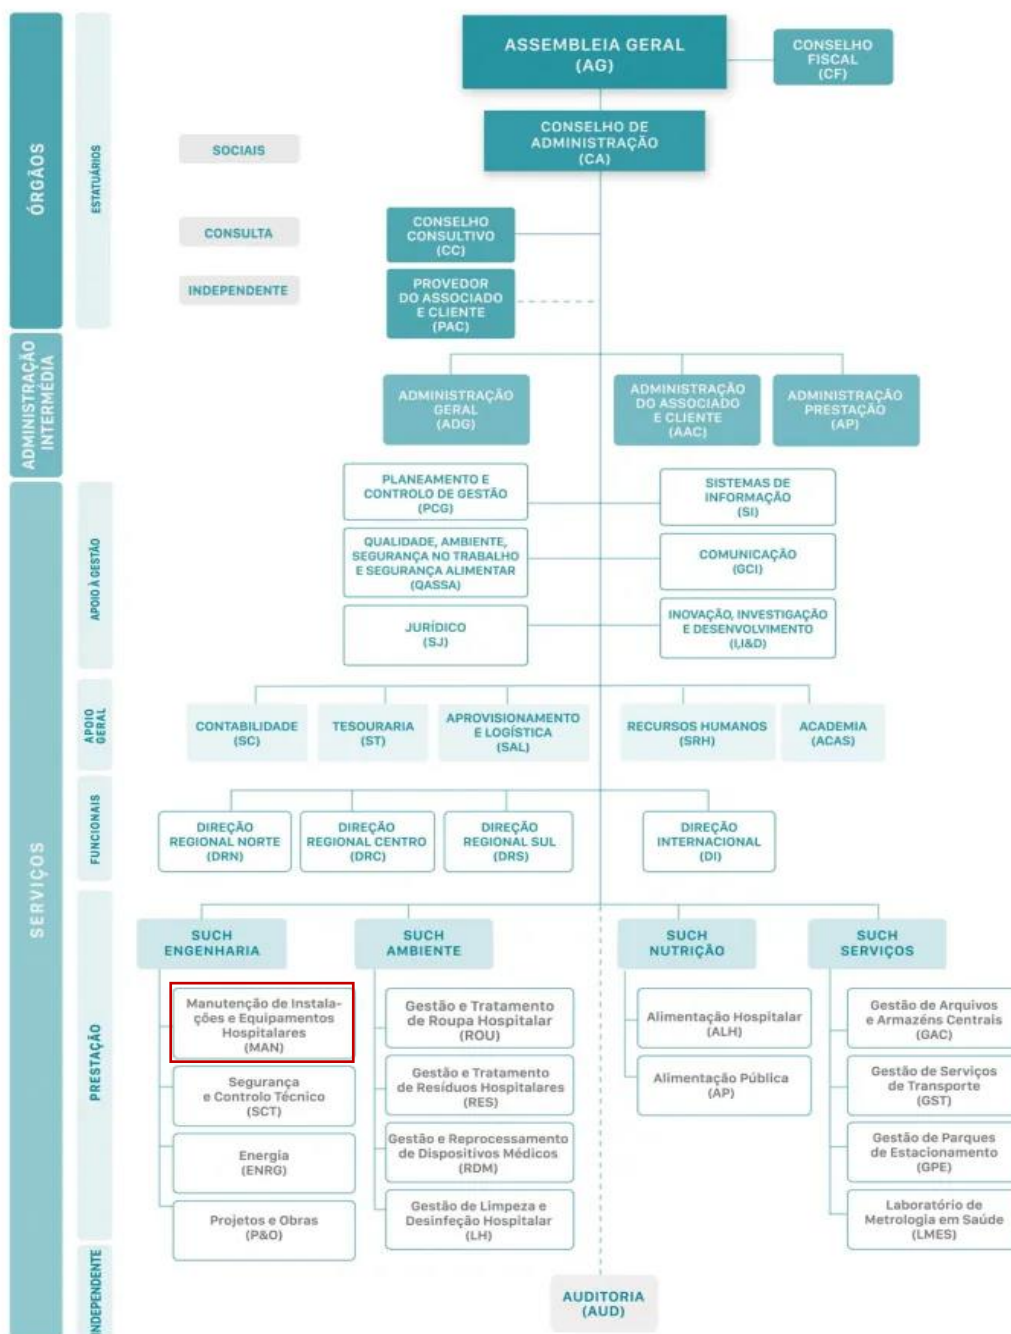 ASSEMBLEIA GERAL
(AG)
CONSELHO
FISCAL
(CF)
CONSELHO DE
ADMINISTRAÇÃO
(CA)
ÓRGÃOS
ESTATUÁRIOS
SOCIAIS
CONSULTA
CONSELHO
CONSULTIVO
(CC)
INDEPENDENTE
PROVEDOR
DO ASSOCIADO
E CLIENTE
(PAC)
ADMINISTRAÇÃO
INTERMÉDIA
ADMINISTRAÇÃO
GERAL
(ADG)
ADMINISTRAÇÃO
DO ASSOCIADO
E CLIENTE
(AAC)
ADMINISTRAÇÃO
PRESTAÇÃO
(AP)
SERVIÇOS
APOIO À GESTÃO
PLANEAMENTO E
CONTROLO DE GESTÃO
(PCG)
SISTEMAS DE
INFORMAÇÃO
(SI)
QUALIDADE, AMBIENTE,
SEGURANÇA NO TRABALHO
E SEGURANÇA ALIMENTAR
(QASSA)
COMUNICAÇÃO
(GCI)
JURÍDICO
(SJ)
INOVAÇÃO, INVESTIGAÇÃO
E DESENVOLVIMENTO
(I,I&D)
APOIO
GERAL
CONTABILIDADE
(SC)
TESOURARIA
(ST)
APROVISIONAMENTO
E LOGÍSTICA
(SAL)
RECURSOS HUMANOS
(SRH)
ACADEMIA
(ACAS)
FUNCIONAIS
DIREÇÃO
REGIONAL NORTE
(DRN)
DIREÇÃO
REGIONAL CENTRO
(DRC)
DIREÇÃO
REGIONAL SUL
(DRS)
DIREÇÃO
INTERNACIONAL
(DI)
PRESTAÇÃO
SUCH
ENGENHARIA
Manutenção de Instala-
ções e Equipamentos
Hospitalares
(MAN)
Segurança
e Controlo Técnico
(SCT)
Energia
(ENRG)
Projetos e Obras
(P&O)
SUCH
AMBIENTE
Gestão e Tratamento
de Roupa Hospitalar
(ROU)
Gestão e Tratamento
de Resíduos Hospitalares
(RES)
Gestão e Reprocessamento
de Dispositivos Médicos
(RDM)
Gestão de Limpeza e
Desinfeção Hospitalar
(LH)
SUCH
NUTRIÇÃO
Alimentação Hospitalar
(ALH)
Alimentação Pública
(AP)
SUCH
SERVIÇOS
Gestão de Arquivos
e Armazéns Centrais
(GAC)
Gestão de Serviços
de Transporte
(GST)
Gestão de Parques
de Estacionamento
(GPE)
Laboratório de
Metrologia em Saúde
(LMES)
INDEPENDENTE
AUDITORIA
(AUD)